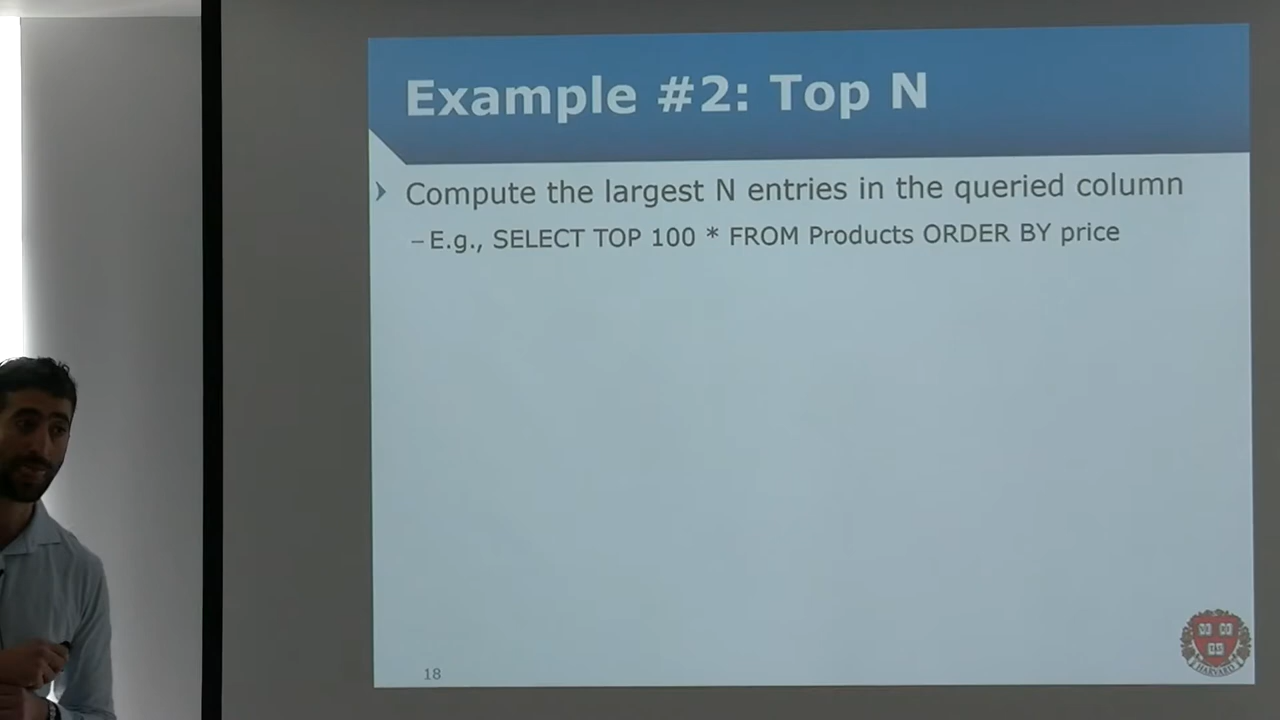 Example #2: Top N
Compute the largest N entries in the queried column
–E.g., SELECT TOP 100 * FROM Products ORDER BY price
18
HARVARD